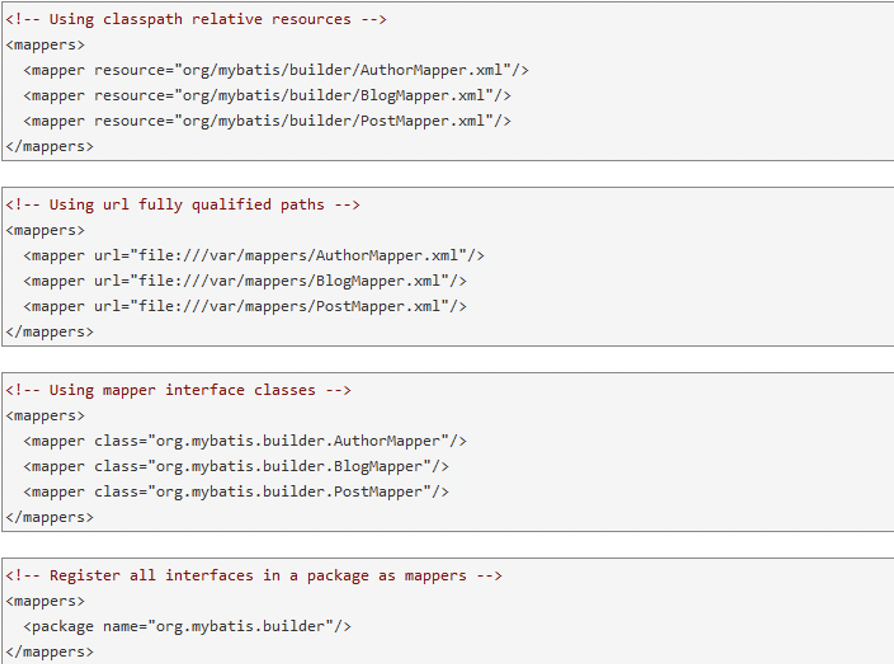 <!-- Using classpath relative resources -->
<mappers>
  <mapper resource="org/mybatis/builder/AuthorMapper.xml"/>
  <mapper resource="org/mybatis/builder/BlogMapper.xml"/>
  <mapper resource="org/mybatis/builder/PostMapper.xml"/>
</mappers>
<!-- Using url fully qualified paths -->
<mappers>
  <mapper url="file:///var/mappers/AuthorMapper.xml"/>
  <mapper url="file:///var/mappers/BlogMapper.xml"/>
  <mapper url="file:///var/mappers/PostMapper.xml"/>
</mappers>
<!-- Using mapper interface classes -->
<mappers>
  <mapper class="org.mybatis.builder.AuthorMapper"/>
  <mapper class="org.mybatis.builder.BlogMapper"/>
  <mapper class="org.mybatis.builder.PostMapper"/>
</mappers>
<!-- Register all interfaces in a package as mappers -->
<mappers>
  <package name="org.mybatis.builder"/>
</mappers>